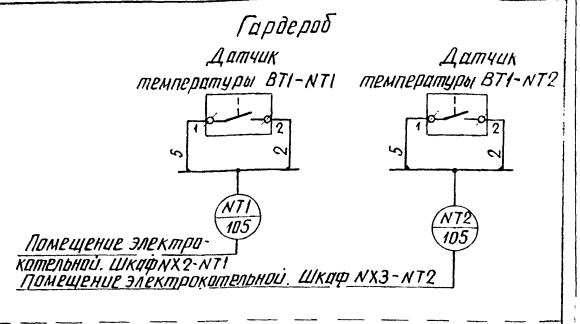 Гардероб
Датчик
температуры ВТ1-NT1
Датчик
температуры ВТ1-NT2
1 2
5 2
1 2
5 2
NT1
105
NT2
105
Помещение электро-
котельной. Шкаф NX2-NT1
Помещение электрокотельной. Шкаф NX3-NT2